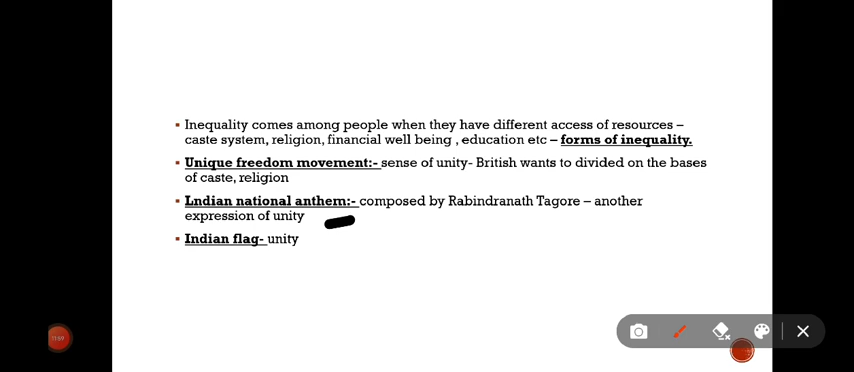 Inequality comes among people when they have different access of resources –
caste system, religion, financial well being , education etc – forms of inequality.
Unique freedom movement:- sense of unity- British wants to divided on the bases
of caste, religion
Lndian national anthem:- composed by Rabindranath Tagore – another
expression of unity
Indian flag- unity
11:59